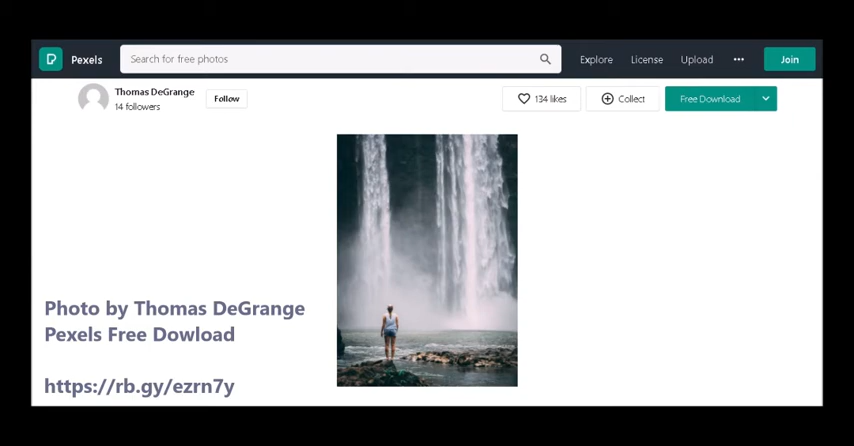 Pexels
Search for free photos
Explore License Upload ••• Join
Thomas DeGrange
14 followers
Follow
134 likes
Collect
Free Download
Photo by Thomas DeGrange
Pexels Free Dowload
https://rb.gy/ezrn7y